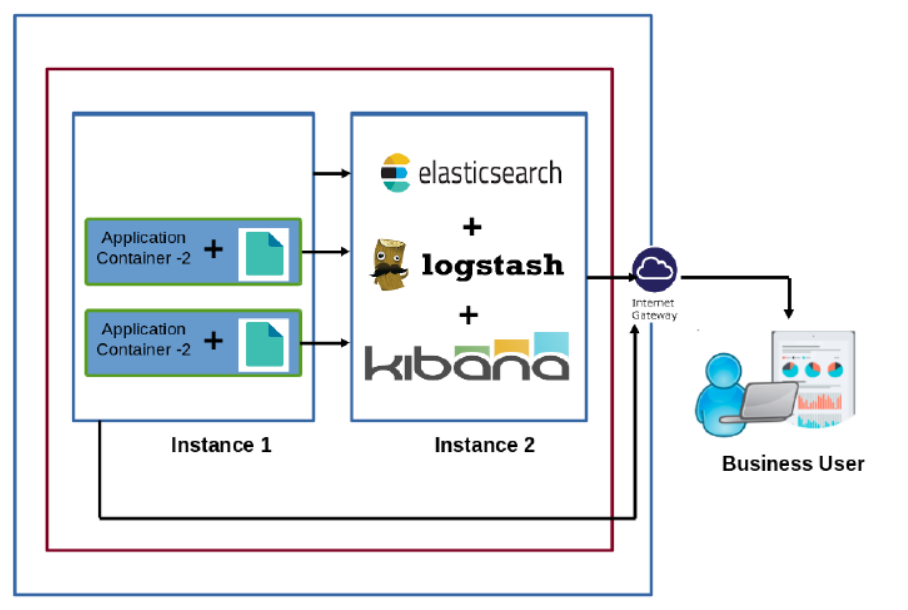 elasticsearch
+
Application
Container -2 +
logstash
+
Application
Container -2 +
kibana
Instance 1
Instance 2
Internet
Gateway
Business User